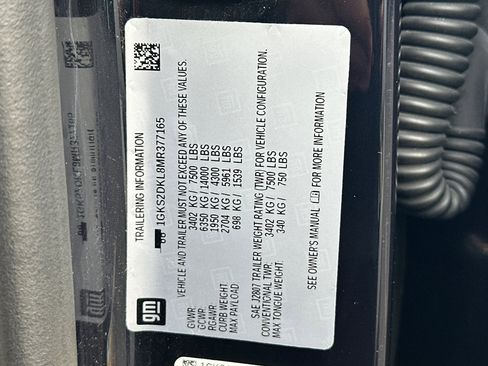 gm
TRAILERING INFORMATION
1GKS2DKL8MR377165
VEHICLE AND TRAILER MUST NOT EXCEED ANY OF THESE VALUES.
GVWR: 3402 KG / 7500 LBS
GCWR: 6350 KG / 14000 LBS
RGAWR: 1950 KG / 4300 LBS
CURB WEIGHT 2704 KG / 5961 LBS
MAX PAYLOAD 698 KG / 1539 LBS
SAE J2807 TRAILER WEIGHT RATING (TWR) FOR VEHICLE CONFIGURATION.
CONVENTIONAL TWR: 3402 KG / 7500 LBS
MAX TONGUE WEIGHT: 340 KG / 750 LBS
SEE OWNER'S MANUAL FOR MORE INFORMATION